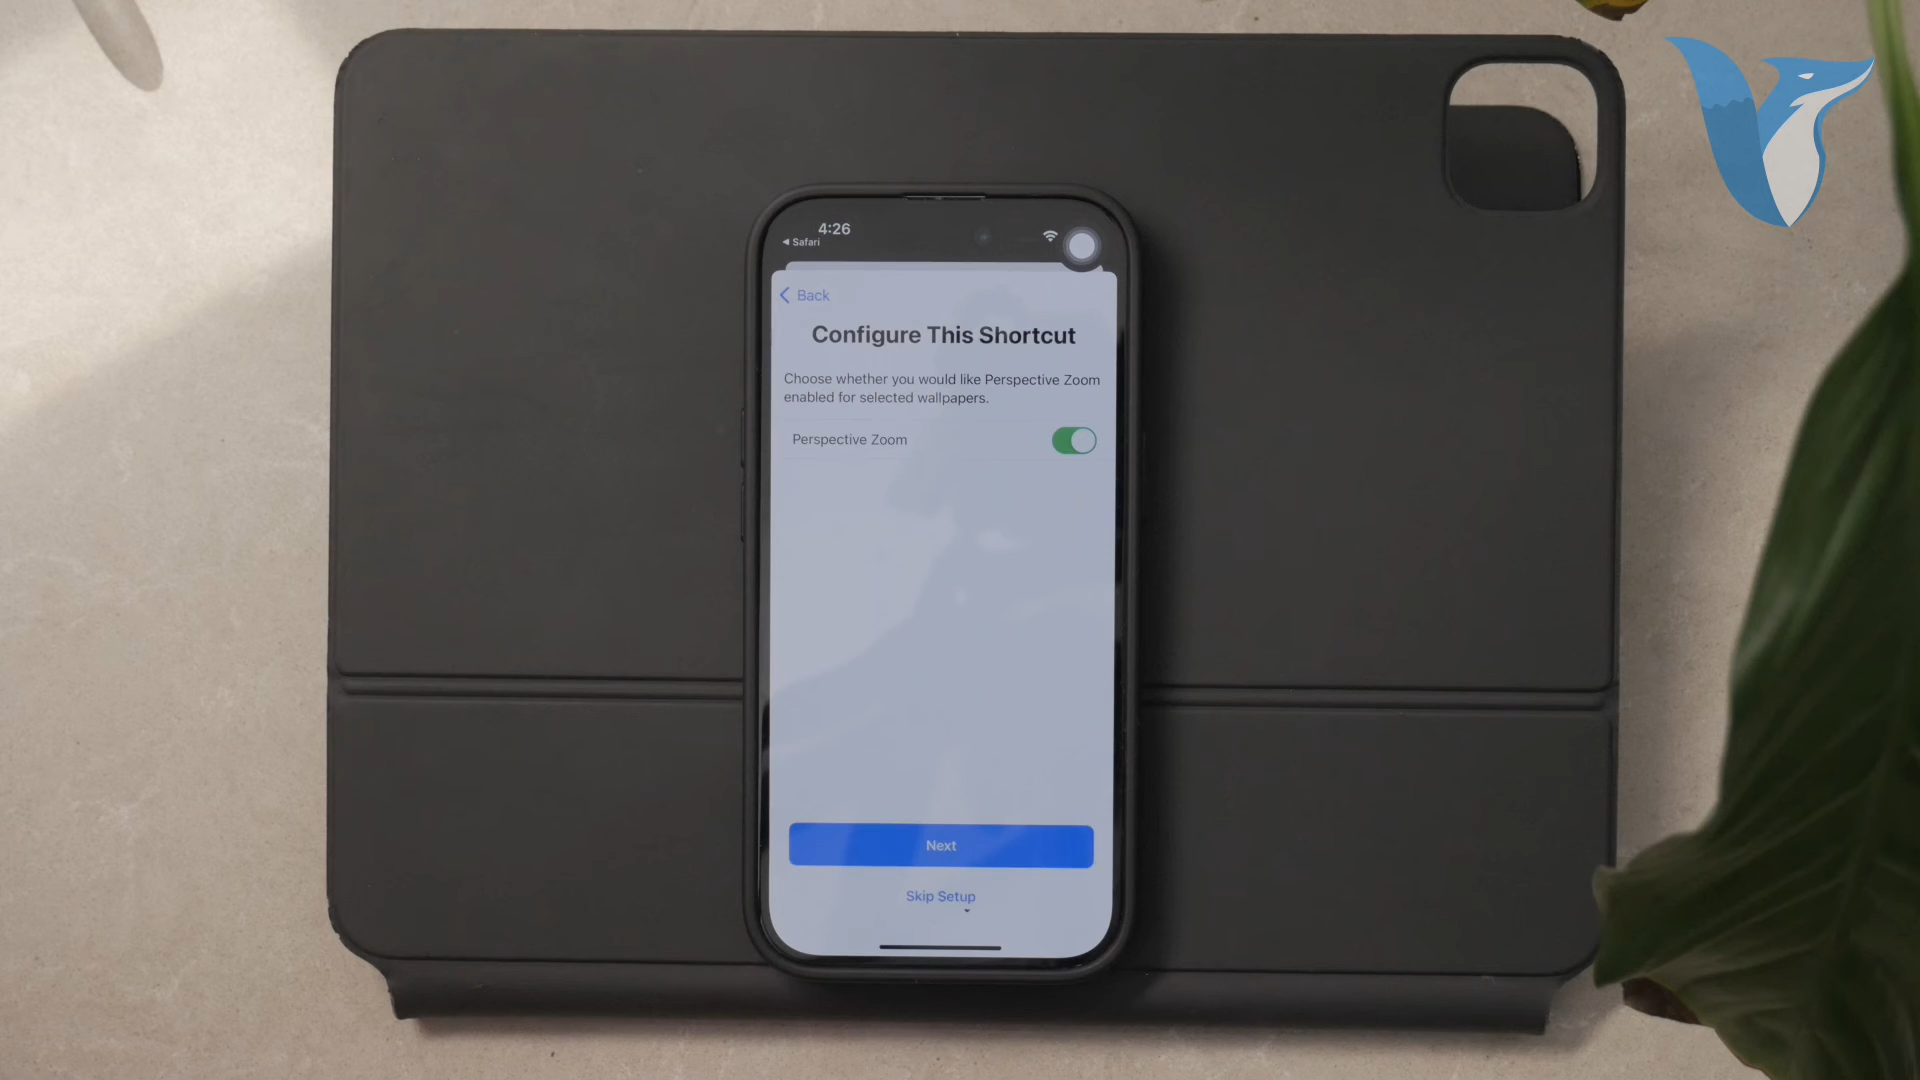 4:26
◀ Safari
Back
Configure This Shortcut
Choose whether you would like Perspective Zoom
enabled for selected wallpapers.
Perspective Zoom
Next
Skip Setup